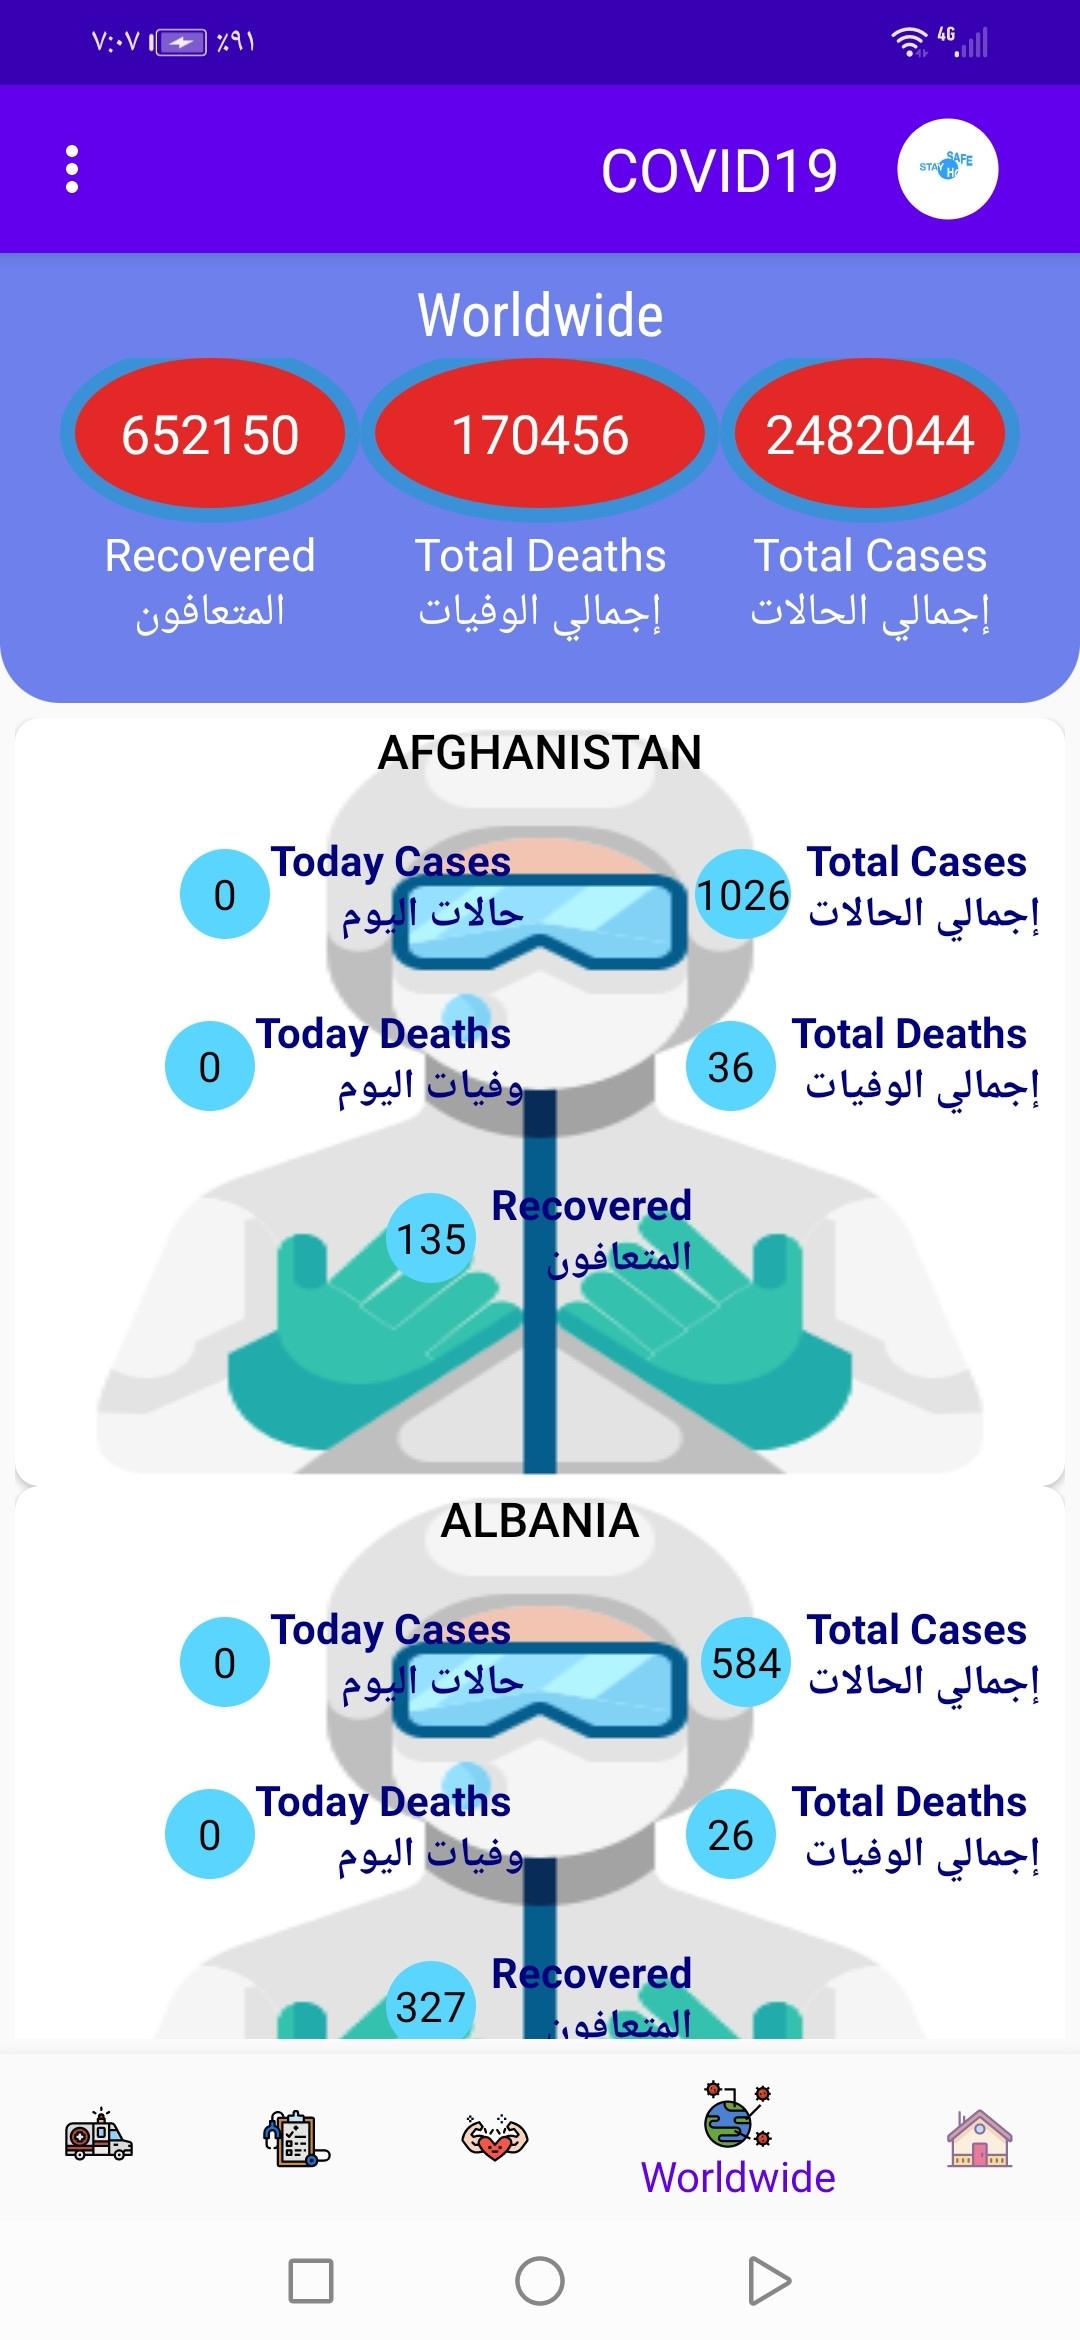 ٧:٠٧ ٪٩١ 4G
COVID19
STAY SAFE
Worldwide
652150 170456 2482044
Recovered Total Deaths Total Cases
المتعافون إجمالي الوفيات إجمالي الحالات
AFGHANISTAN
0 Today Cases 1026 Total Cases
حالات اليوم إجمالي الحالات
0 Today Deaths 36 Total Deaths
وفيات اليوم إجمالي الوفيات
135 Recovered
المتعافون
ALBANIA
0 Today Cases 584 Total Cases
حالات اليوم إجمالي الحالات
0 Today Deaths 26 Total Deaths
وفيات اليوم إجمالي الوفيات
327 Recovered
المتعافون
Worldwide